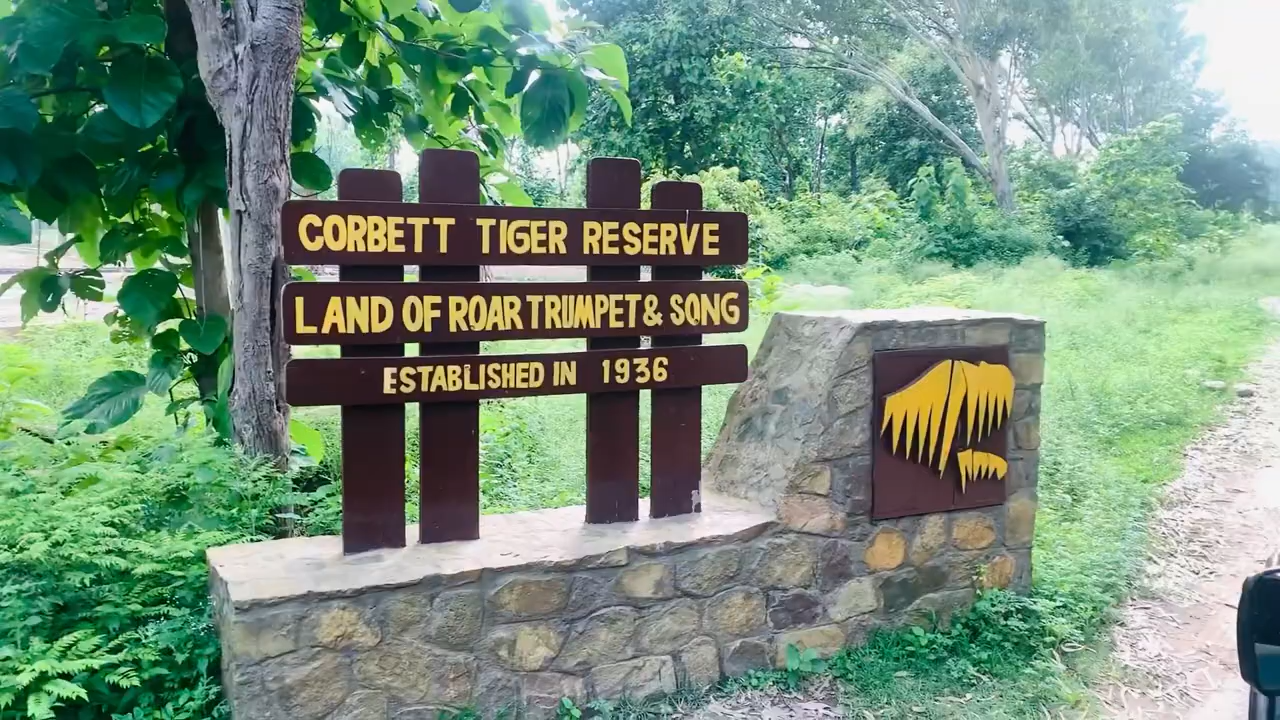 CORBETT TIGER RESERVE
LAND OF ROAR TRUMPET & SONG
ESTABLISHED IN 1936